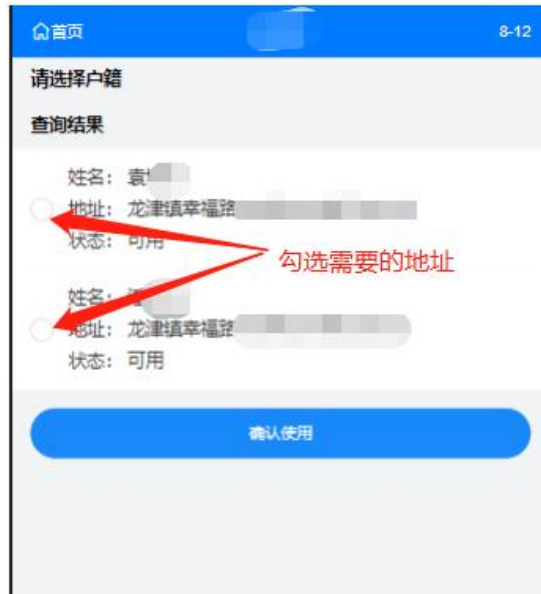 首页
8-12
请选择户籍
查询结果
姓名：袁
地址：龙津镇幸福路
状态：可用
勾选需要的地址
姓名：
地址：龙津镇幸福路
状态：可用
确认使用